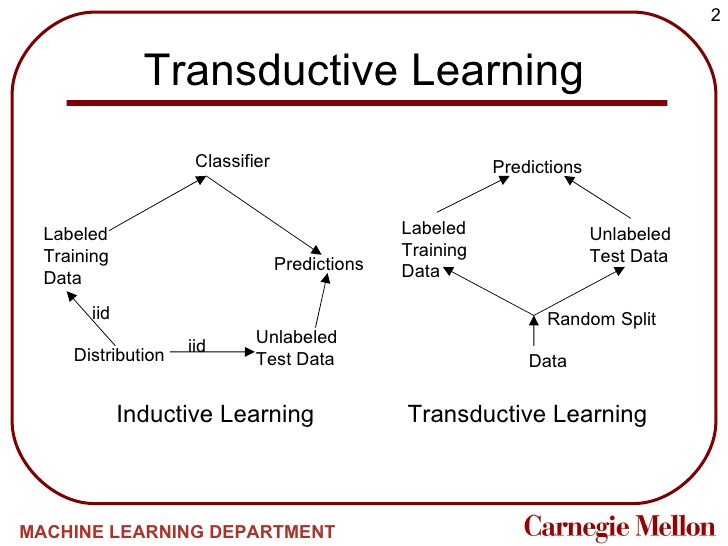 2
Transductive Learning
Classifier
Labeled
Training
Data
Predictions
iid
Distribution
iid
Unlabeled
Test Data
Inductive Learning
Predictions
Labeled
Training
Data
Unlabeled
Test Data
Random Split
Data
Transductive Learning
MACHINE LEARNING DEPARTMENT
Carnegie Mellon